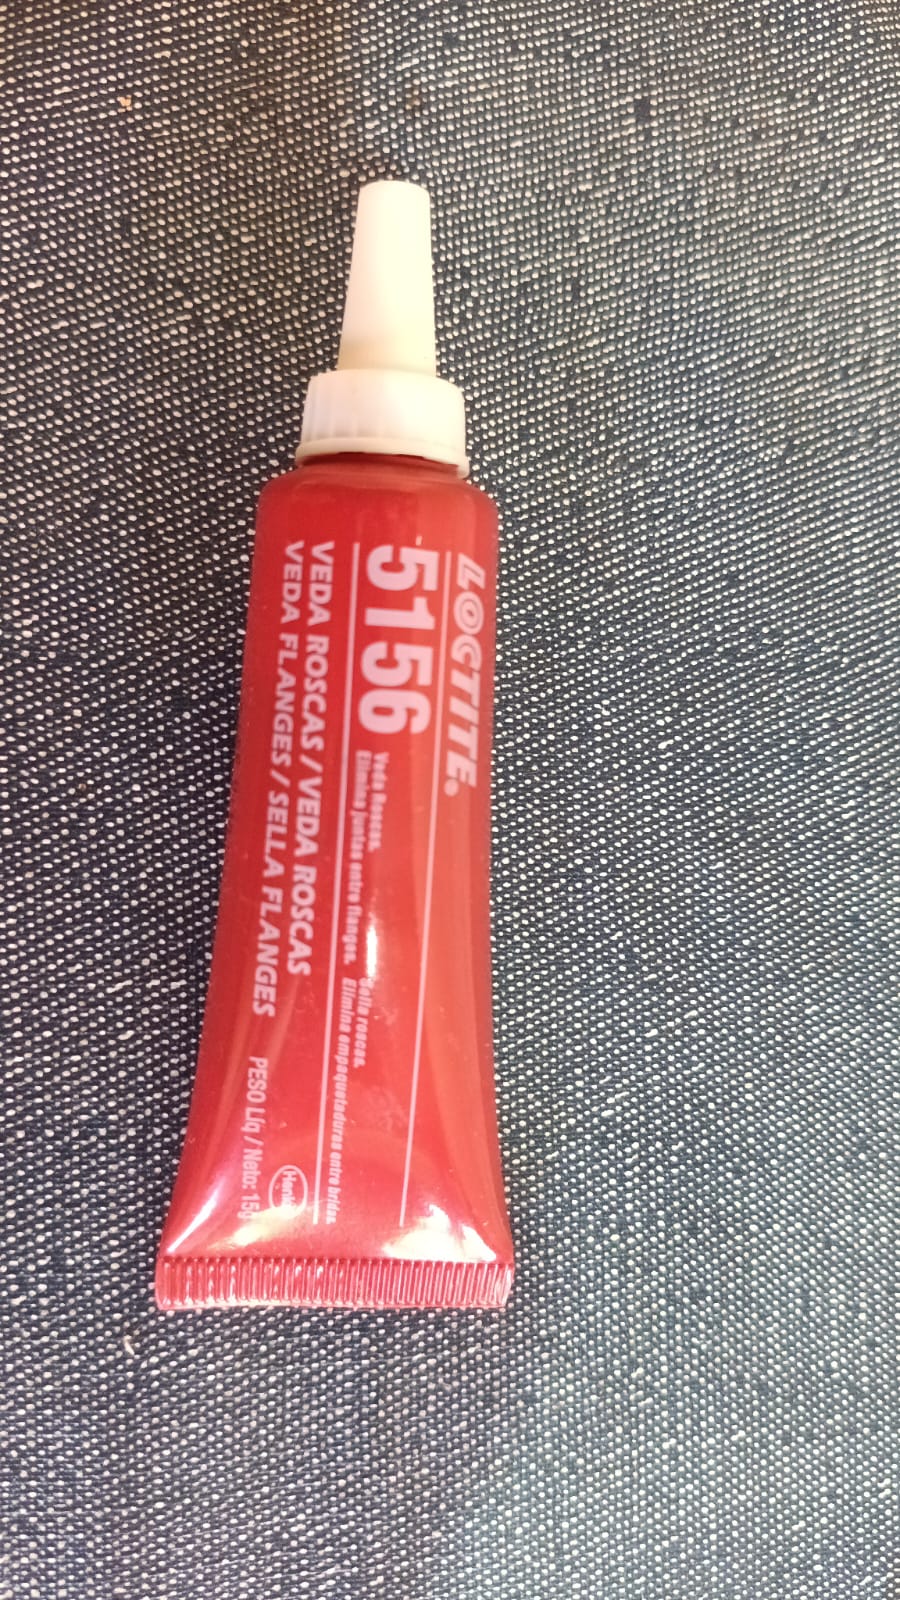 LOCTITE®
5156
Veda Roscas.
Elimina juntas entre flanges.
Sella roscas.
Elimina empaquetaduras entre bridas.
VEDA ROSCAS / VEDA ROSCAS
VEDA FLANGES / SELLA FLANGES
PESO Líq / Neto: 15g
Henkel